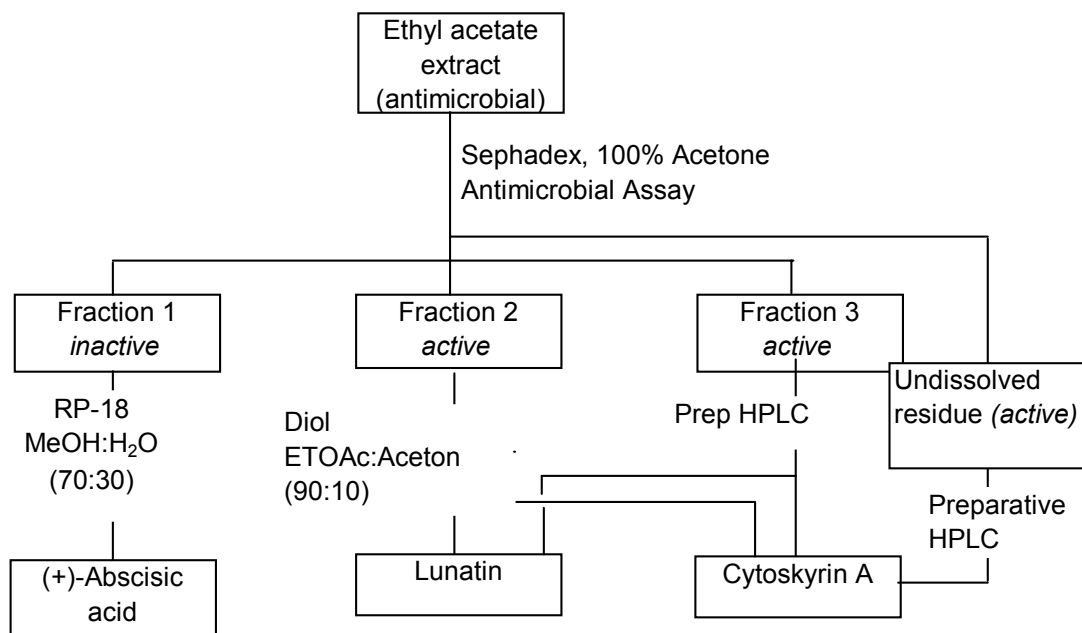 Ethyl acetate
extract
(antimicrobial)
Sephadex, 100% Acetone
Antimicrobial Assay
Fraction 1
inactive
Fraction 2
active
Fraction 3
active
Undissolved
residue (active)
RP-18
MeOH:H₂O
(70:30)
Diol
ETOAc:Aceton
(90:10)
Prep HPLC
Preparative
HPLC
(+)-Abscisic
acid
Lunatin
Cytoskyrin A